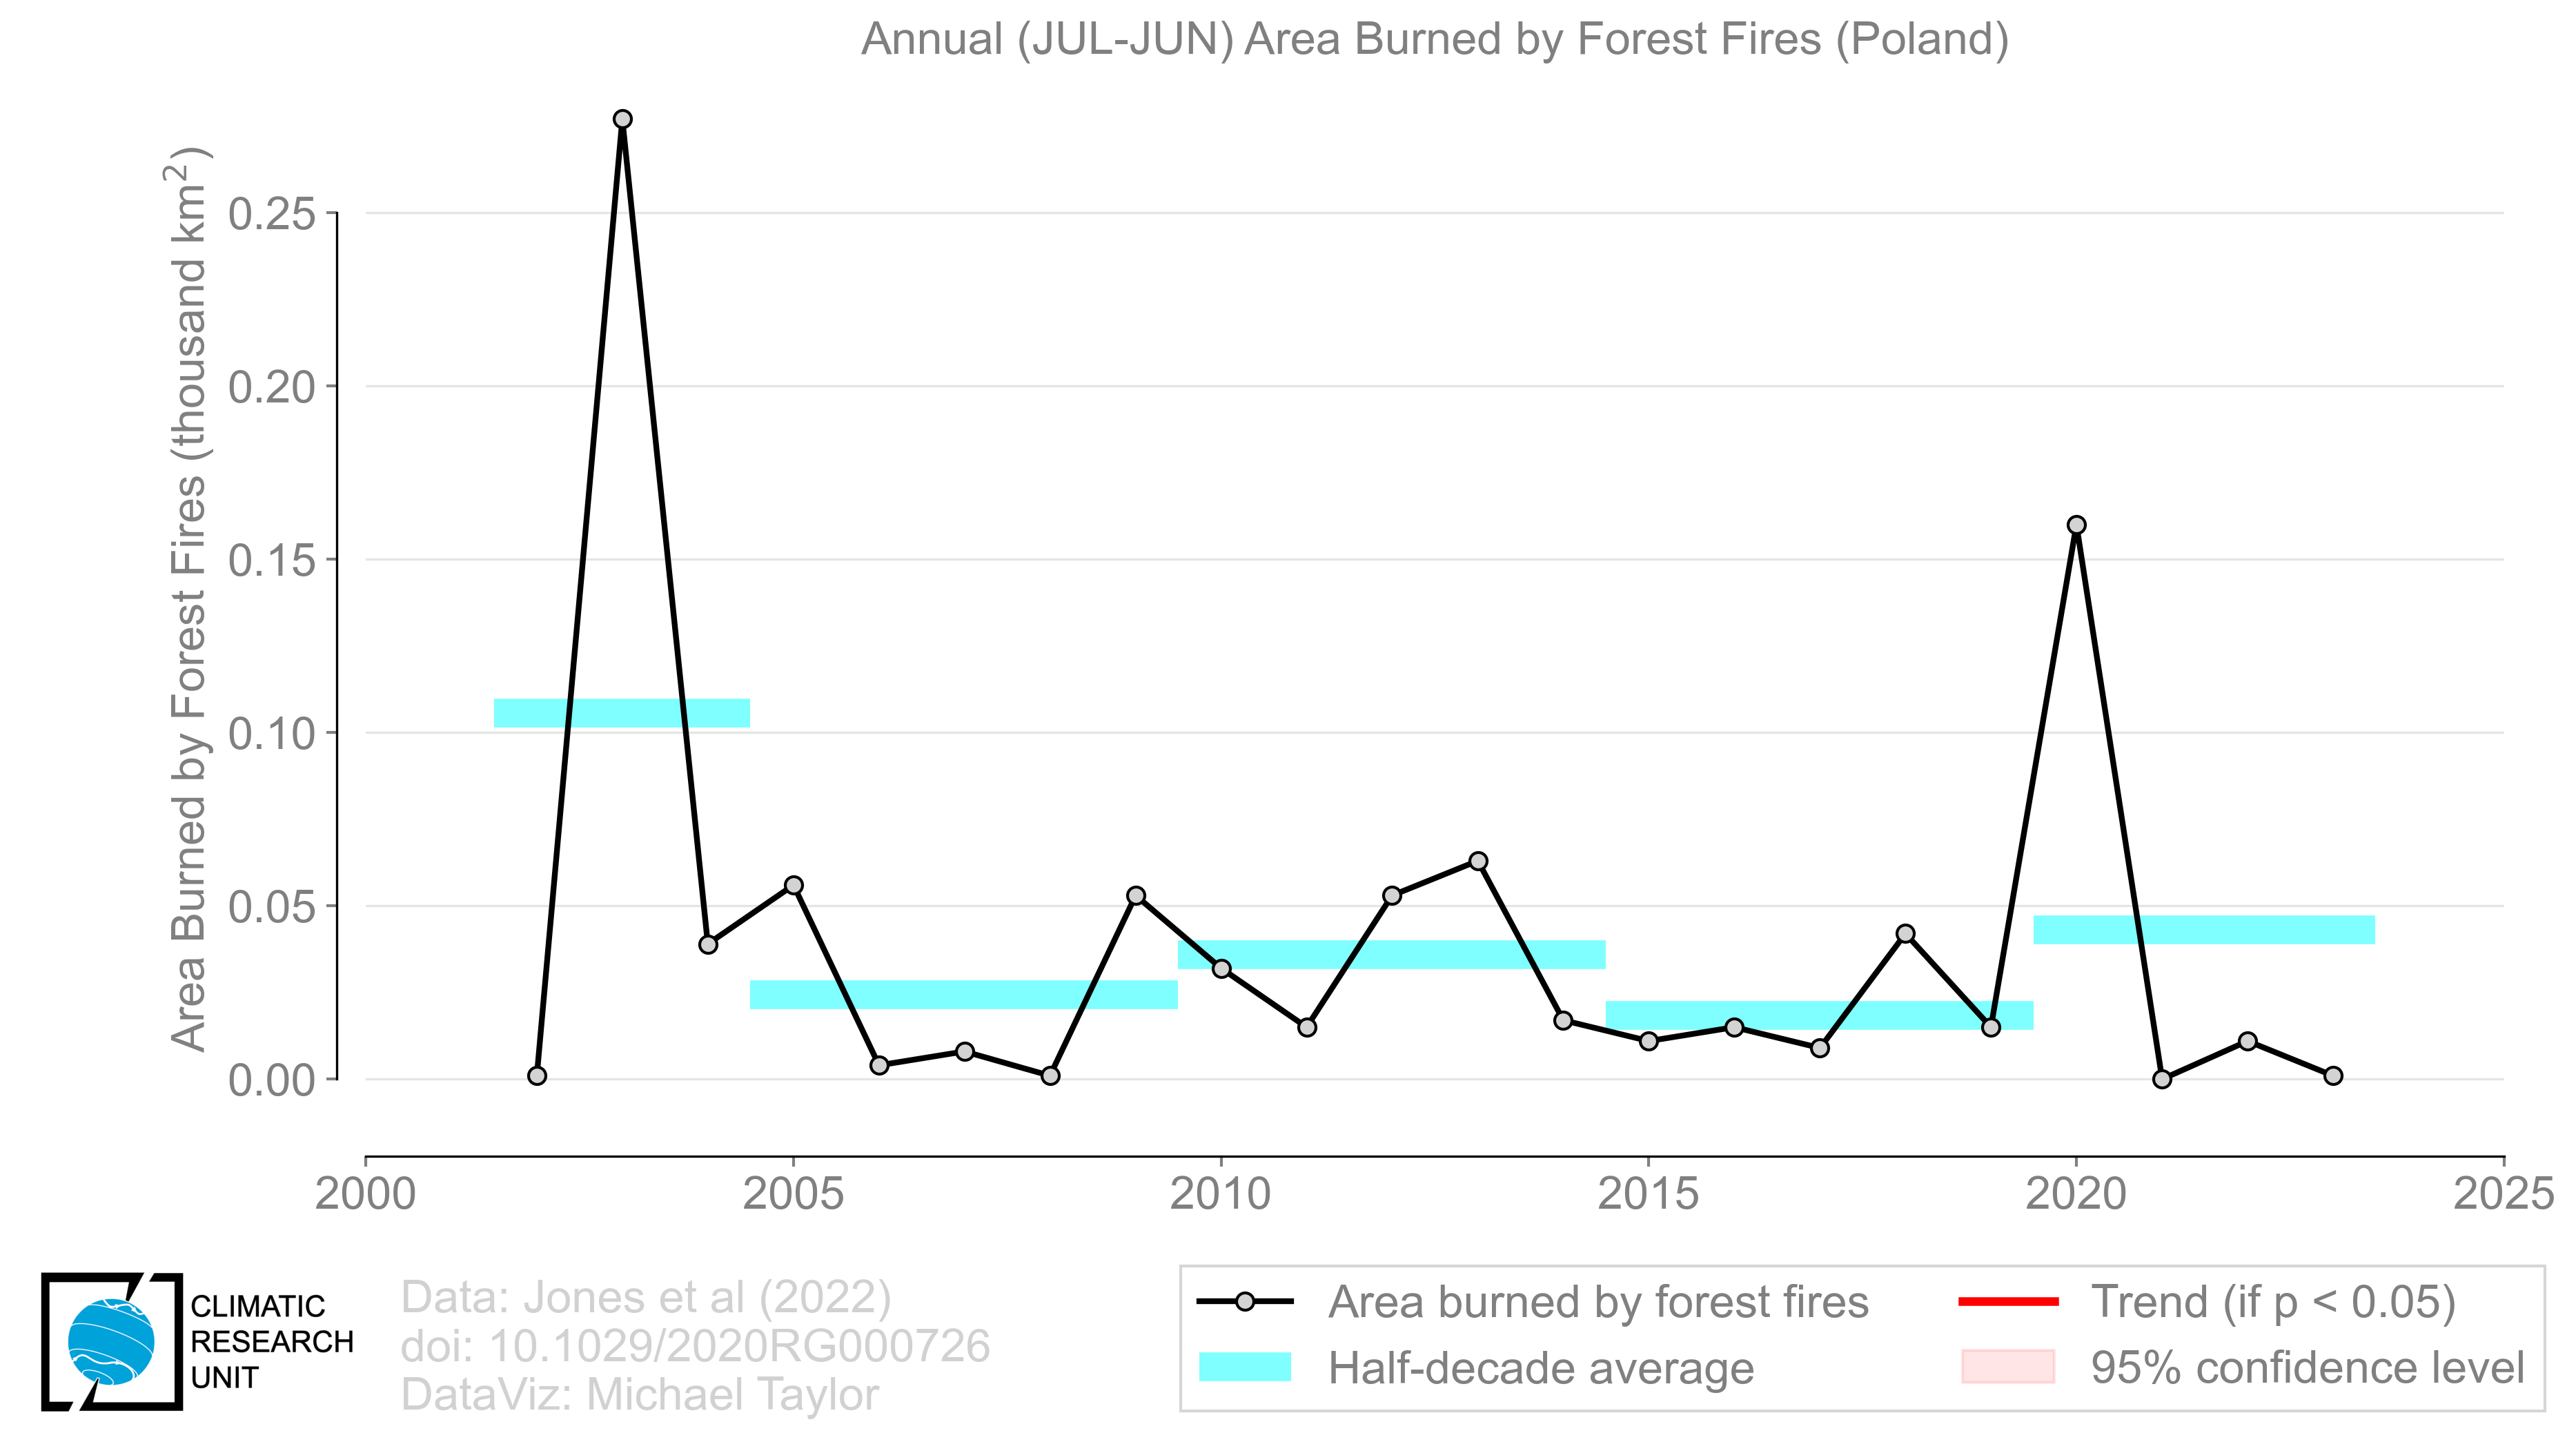 Annual (JUL-JUN) Area Burned by Forest Fires (Poland)
Area Burned by Forest Fires (thousand km²)
0.25
0.20
0.15
0.10
0.05
0.00
2000 2005 2010 2015 2020 2025
CLIMATIC
RESEARCH
UNIT
Data: Jones et al (2022)
doi: 10.1029/2020RG000726
DataViz: Michael Taylor
Area burned by forest fires
Half-decade average
Trend (if p < 0.05)
95% confidence level